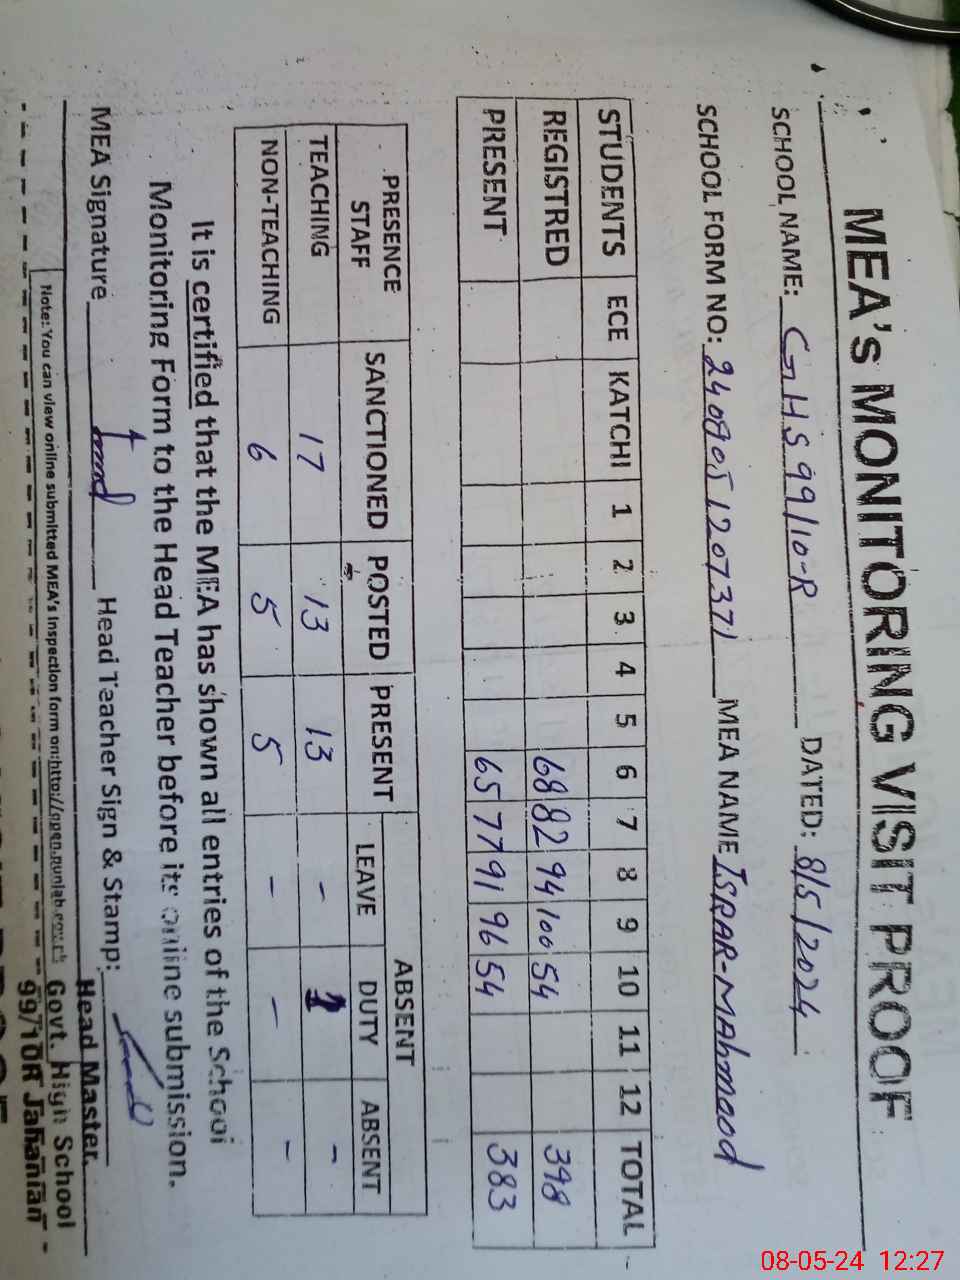 MEA's MONITORING VISIT PROOF
SCHOOL NAME: GHS 99/10-R DATED: 8/5/2024
SCHOOL FORM NO: 240805120737 MEA NAME ISRAR-MAhmood
STUDENTS ECE KATCHI 1 2 3 4 5 6 7 8 9 10 11 12 TOTAL
REGISTRED 68 82 94 100 54 398
PRESENT 65 77 91 96 54 383
PRESENCE STAFF SANCTIONED POSTED PRESENT ABSENT
LEAVE DUTY ABSENT
TEACHING 17 13 13 - -
NON-TEACHING 6 5 5 - - -
It is certified that the MEA has shown all entries of the School
Monitoring Form to the Head Teacher before its online submission.
MEA Signature Head Teacher Sign & Stamp:
Head Master.
Govt. High School
99/10R Jahanian
Note: You can view online submitted MEA's Inspection form on:http://open.punjab.gov.pk
08-05-24 12:27